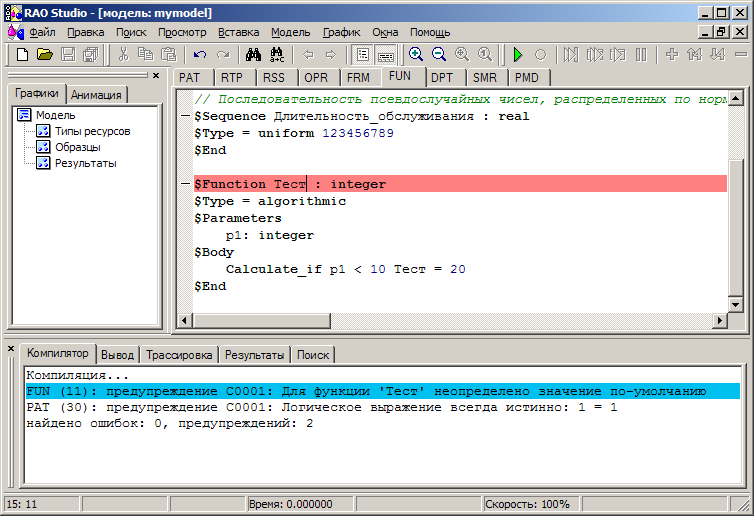 RAO Studio - [модель: mymodel]
Файл Правка Поиск Просмотр Вставка Модель График Окна Помощь
Графики Анимация
Модель
Типы ресурсов
Образцы
Результаты
PAT RTP RSS OPR FRM FUN DPT SMR PMD
// Последовательность псевдослучайных чисел, распределенных по норм
$Sequence Длительность_обслуживания : real
$Type = uniform 123456789
$End
$Function Тест : integer
$Type = algorithmic
$Parameters
p1: integer
$Body
Calculate_if p1 < 10 Тест = 20
$End
Компилятор Вывод Трассировка Результаты Поиск
Компиляция...
FUN (11): предупреждение C0001: Для функции 'Тест' неопределено значение по-умолчанию
PAT (30): предупреждение C0001: Логическое выражение всегда истинно: 1 = 1
найдено ошибок: 0, предупреждений: 2
15: 11 Время: 0.000000 Скорость: 100%